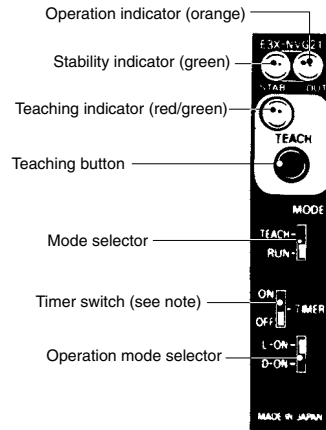 Operation indicator (orange)
E3X-NVG21
Stability indicator (green)
STAB OUT
Teaching indicator (red/green)
TEACH
Teaching button
MODE
TEACH
Mode selector
RUN
ON
Timer switch (see note)
TIMER
OFF
L-ON
Operation mode selector
D-ON
MADE IN JAPAN